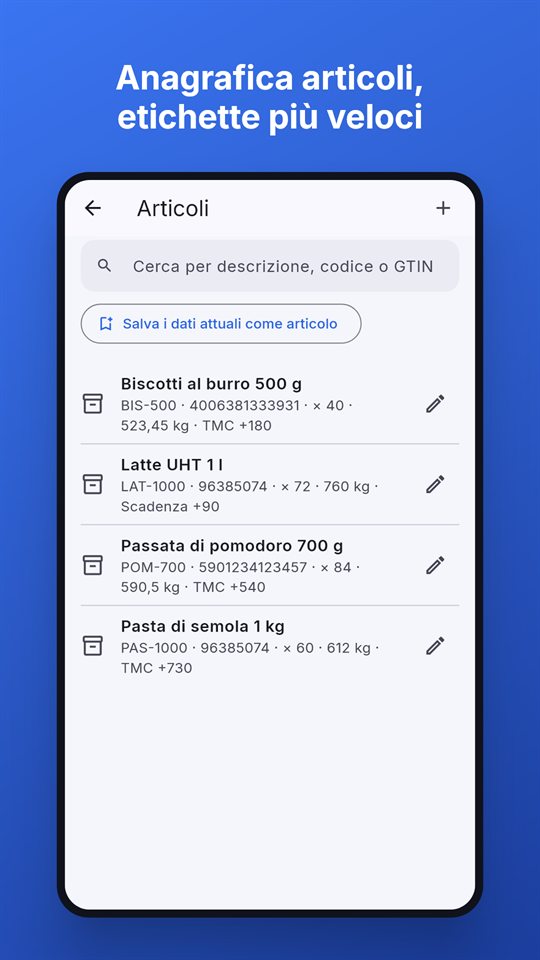 Anagrafica articoli,
etichette più veloci
Articoli
Cerca per descrizione, codice o GTIN
Salva i dati attuali come articolo
Biscotti al burro 500 g
BIS-500 · 4006381333931 · × 40 ·
523,45 kg · TMC +180
Latte UHT 1 l
LAT-1000 · 96385074 · × 72 · 760 kg ·
Scadenza +90
Passata di pomodoro 700 g
POM-700 · 5901234123457 · × 84 ·
590,5 kg · TMC +540
Pasta di semola 1 kg
PAS-1000 · 96385074 · × 60 · 612 kg ·
TMC +730